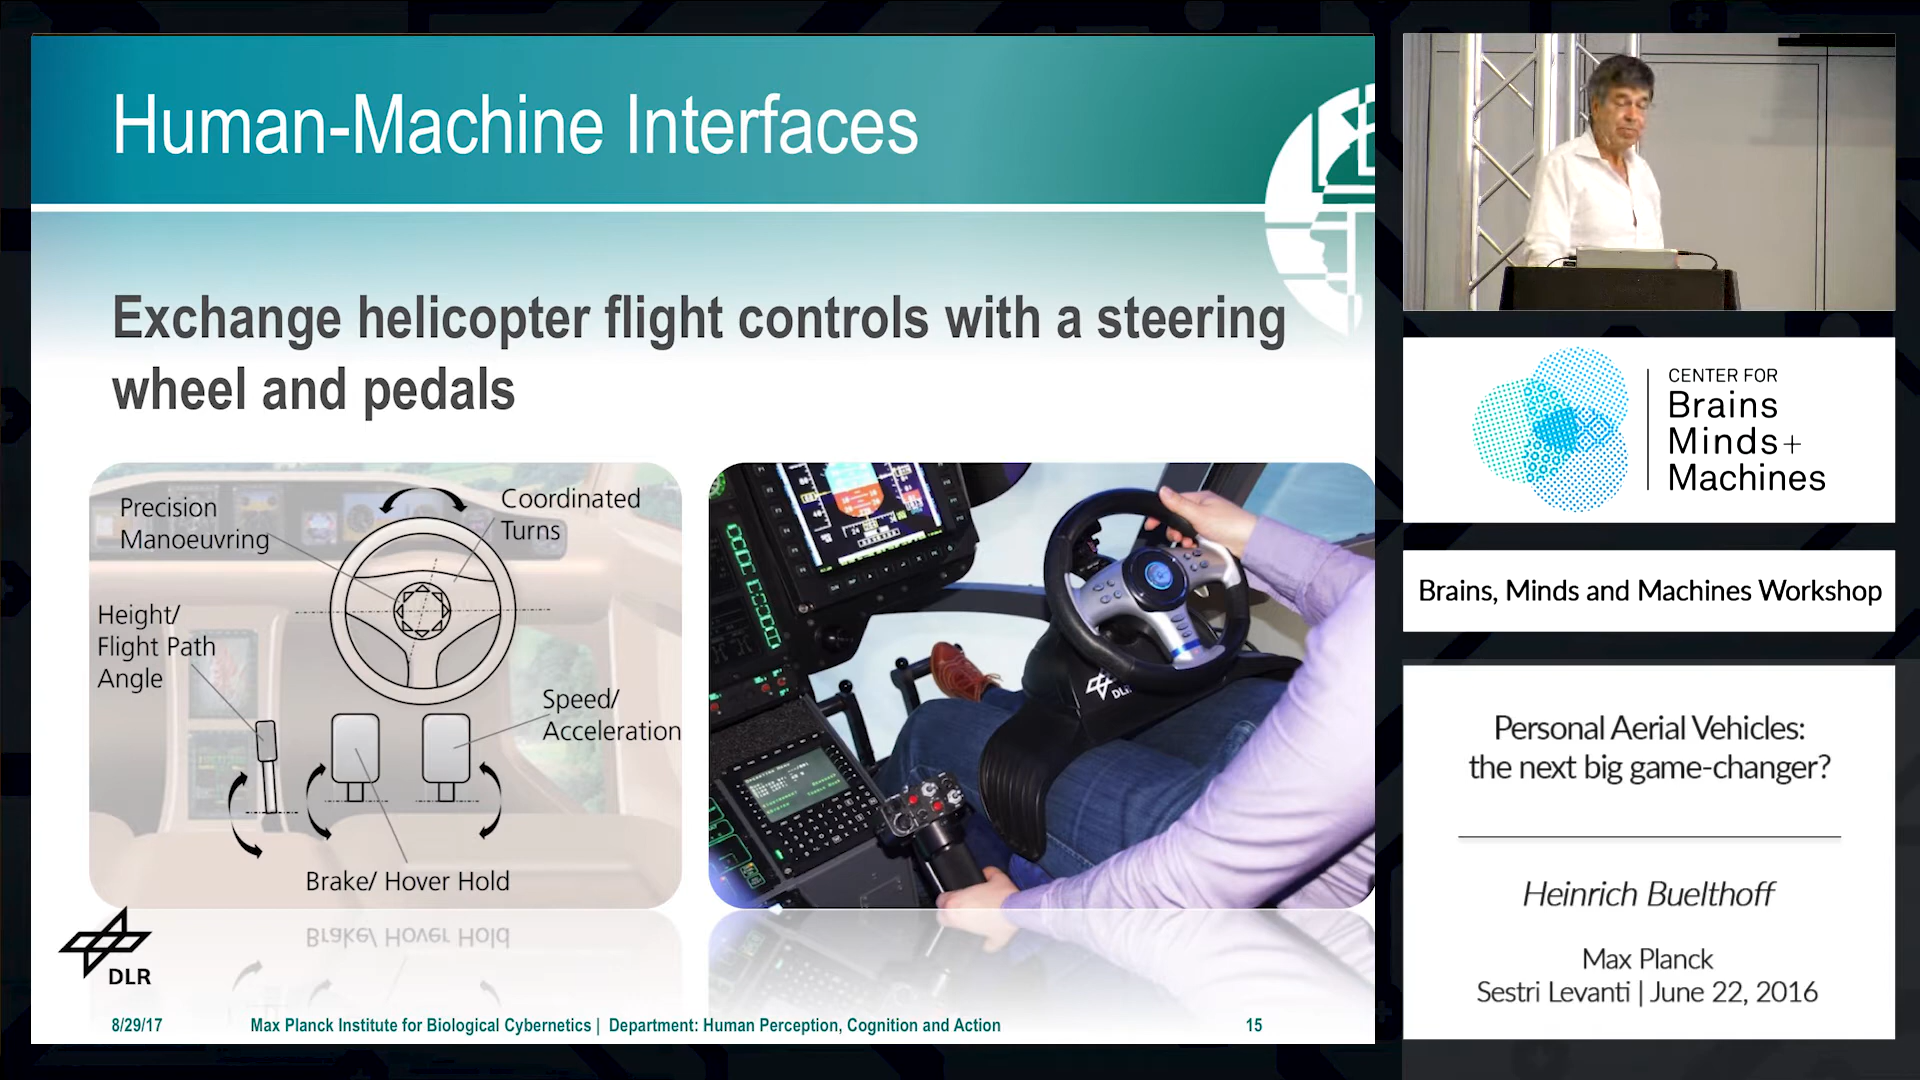 Human-Machine Interfaces
Exchange helicopter flight controls with a steering
wheel and pedals
Precision
Manoeuvring
Coordinated
Turns
Height/
Flight Path
Angle
Speed/
Acceleration
Brake/ Hover Hold
DLR
DLR
8/29/17
Max Planck Institute for Biological Cybernetics | Department: Human Perception, Cognition and Action
15
CENTER FOR
Brains
Minds+
Machines
Brains, Minds and Machines Workshop
Personal Aerial Vehicles:
the next big game-changer?
Heinrich Buelthoff
Max Planck
Sestri Levanti | June 22, 2016